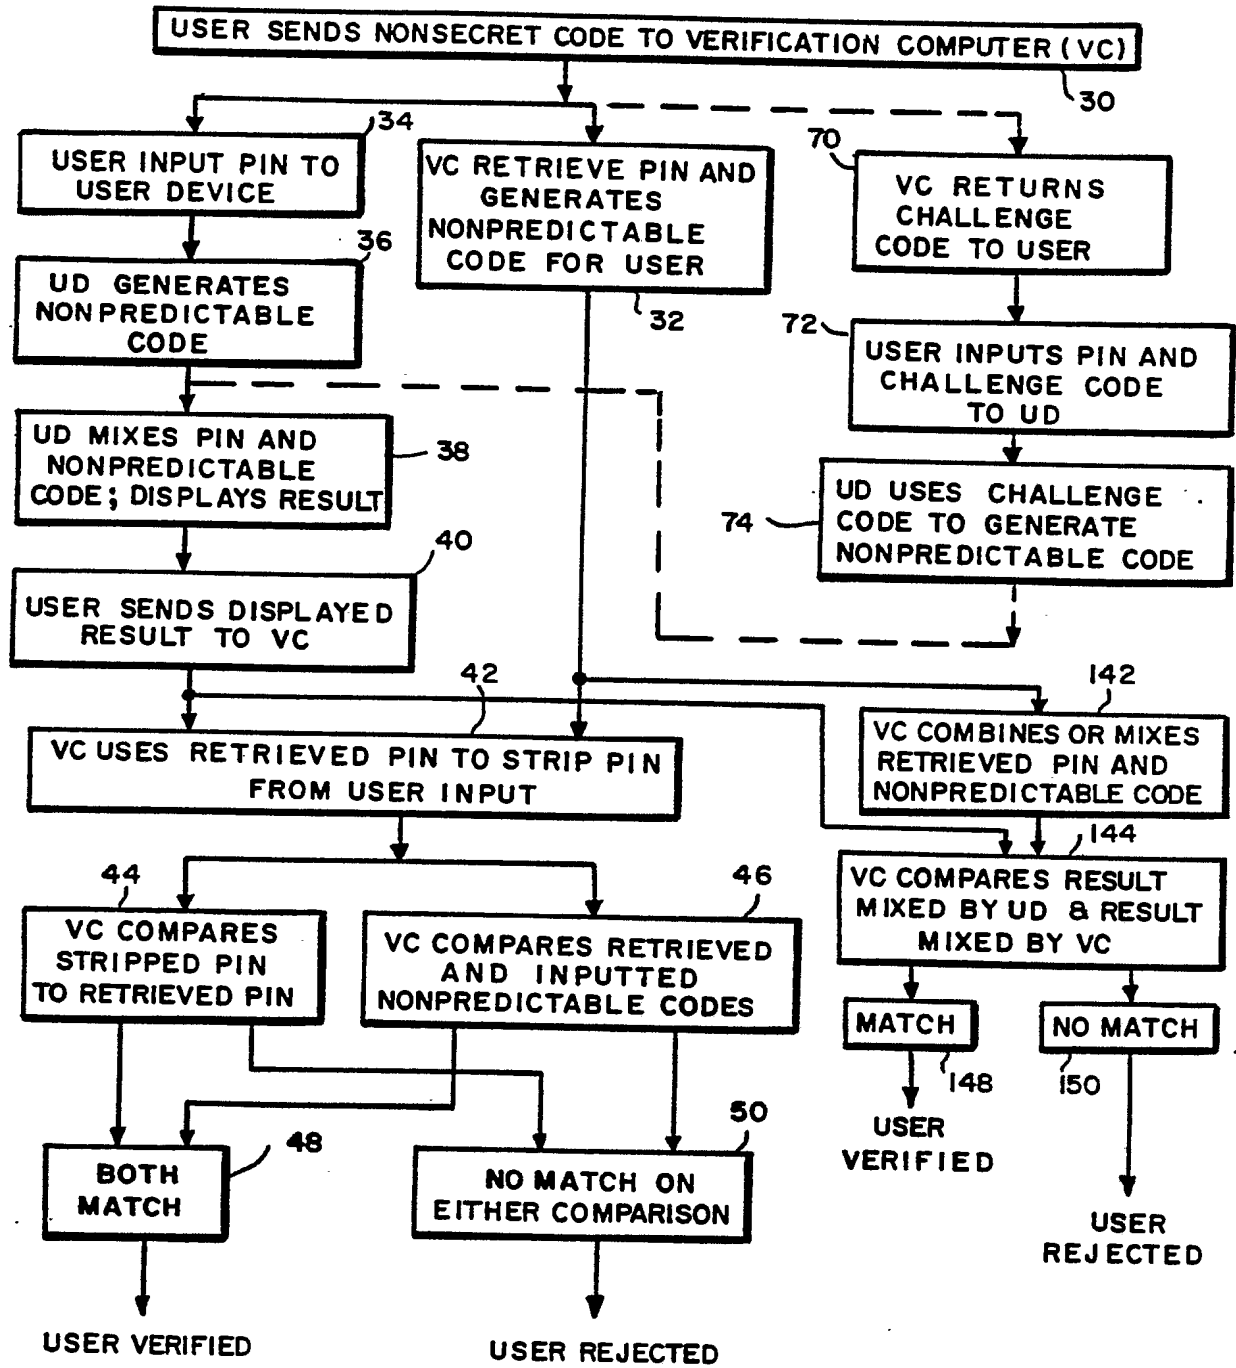 USER SENDS NONSECRET CODE TO VERIFICATION COMPUTER (VC)
30
34
USER INPUT PIN TO
USER DEVICE
VC RETRIEVE PIN AND
GENERATES
NONPREDICTABLE
CODE FOR USER
32
70
VC RETURNS
CHALLENGE
CODE TO USER
36
UD GENERATES
NONPREDICTABLE
CODE
72
USER INPUTS PIN AND
CHALLENGE CODE
TO UD
UD MIXES PIN AND
NONPREDICTABLE
CODE; DISPLAYS RESULT
38
74
UD USES CHALLENGE
CODE TO GENERATE
NONPREDICTABLE CODE
40
USER SENDS DISPLAYED
RESULT TO VC
42
VC USES RETRIEVED PIN TO STRIP PIN
FROM USER INPUT
142
VC COMBINES OR MIXES
RETRIEVED PIN AND
NONPREDICTABLE CODE
144
VC COMPARES RESULT
MIXED BY UD & RESULT
MIXED BY VC
44
VC COMPARES
STRIPPED PIN
TO RETRIEVED PIN
46
VC COMPARES RETRIEVED
AND INPUTTED
NONPREDICTABLE CODES
MATCH
148
NO MATCH
150
USER
VERIFIED
USER
REJECTED
48
BOTH
MATCH
50
NO MATCH ON
EITHER COMPARISON
USER VERIFIED
USER REJECTED